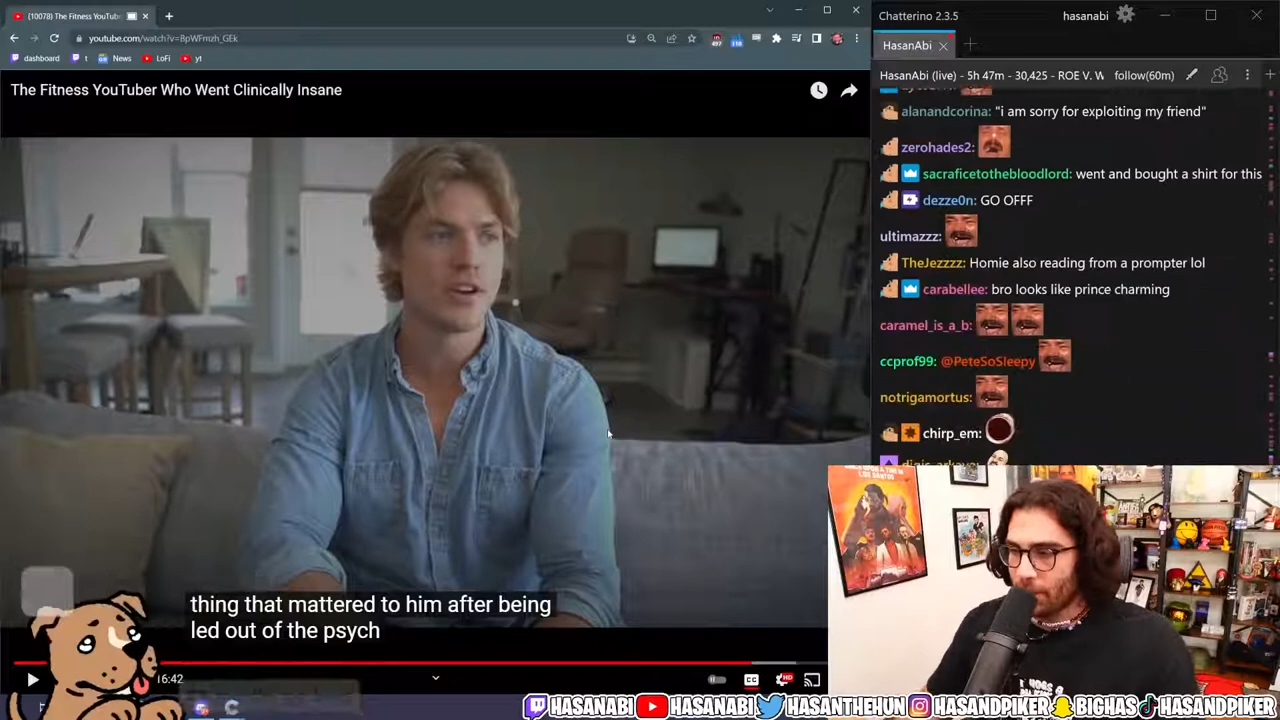 (10078) The Fitness YouTube
youtube.com/watch?v=BpWFmzh_GEk
dashboard
t
News
LoFi
yt
The Fitness YouTuber Who Went Clinically Insane
thing that mattered to him after being
led out of the psych
16:42
CC
HD
Chatterino 2.3.5
hasanabi
HasanAbi
HasanAbi (live) - 5h 47m - 30,425 - ROE V. W
follow(60m)
alanandcorina: "i am sorry for exploiting my friend"
zerohades2:
sacraficetothebloodlord: went and bought a shirt for this
dezze0n: GO OFFF
ultimazzz:
TheJezzzz: Homie also reading from a prompter lol
carabellee: bro looks like prince charming
caramel_is_a_b:
ccprof99: @PeteSoSleepy
notrigamortus:
chirp_em:
HASANABI
HASANABI
HASANTHEHUN
HASANDPIKER
BIGHAS
HASANDPIKER